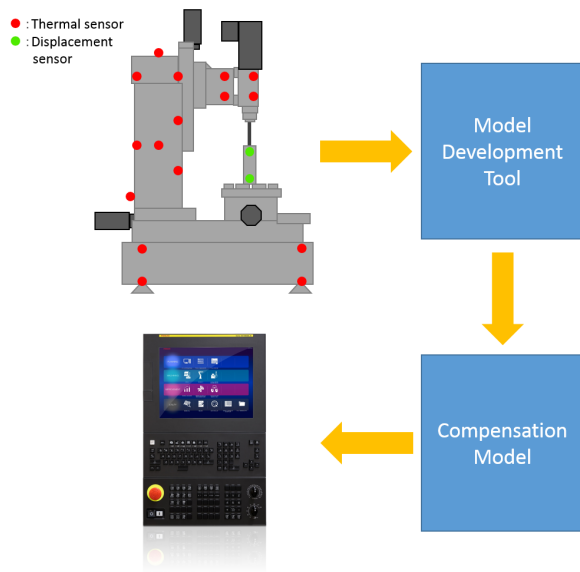 : Thermal sensor
: Displacement
sensor
Model
Development
Tool
Compensation
Model